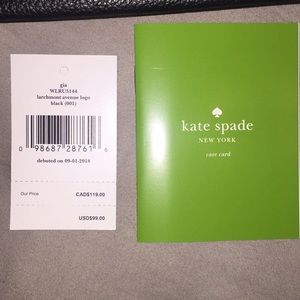 gia
WLRU5144
larchmont avenue logo
black (001)
0 98687 28761 6
debuted on 09-01-2018
Our Price
CAD$119.00
USD$99.00
kate spade
NEW YORK
care card